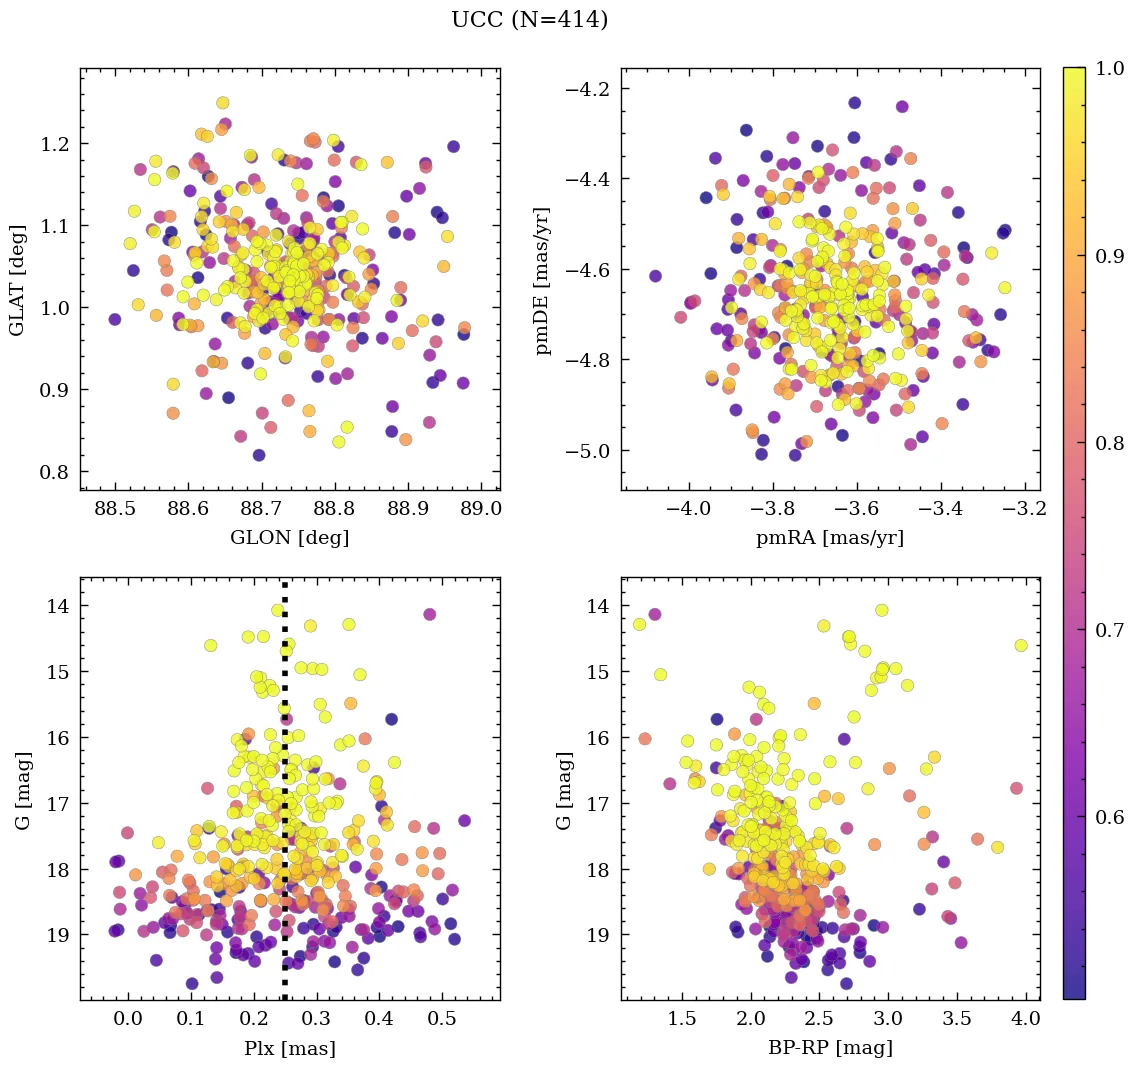 UCC (N=414)
1.2
1.1
1.0
0.9
0.8
GLAT [deg]
88.5 88.6 88.7 88.8 88.9 89.0
GLON [deg]
−4.2
−4.4
−4.6
−4.8
−5.0
pmDE [mas/yr]
−4.0 −3.8 −3.6 −3.4 −3.2
pmRA [mas/yr]
14
15
16
17
18
19
G [mag]
0.0 0.1 0.2 0.3 0.4 0.5
Plx [mas]
14
15
16
17
18
19
G [mag]
1.5 2.0 2.5 3.0 3.5 4.0
BP-RP [mag]
1.0
0.9
0.8
0.7
0.6